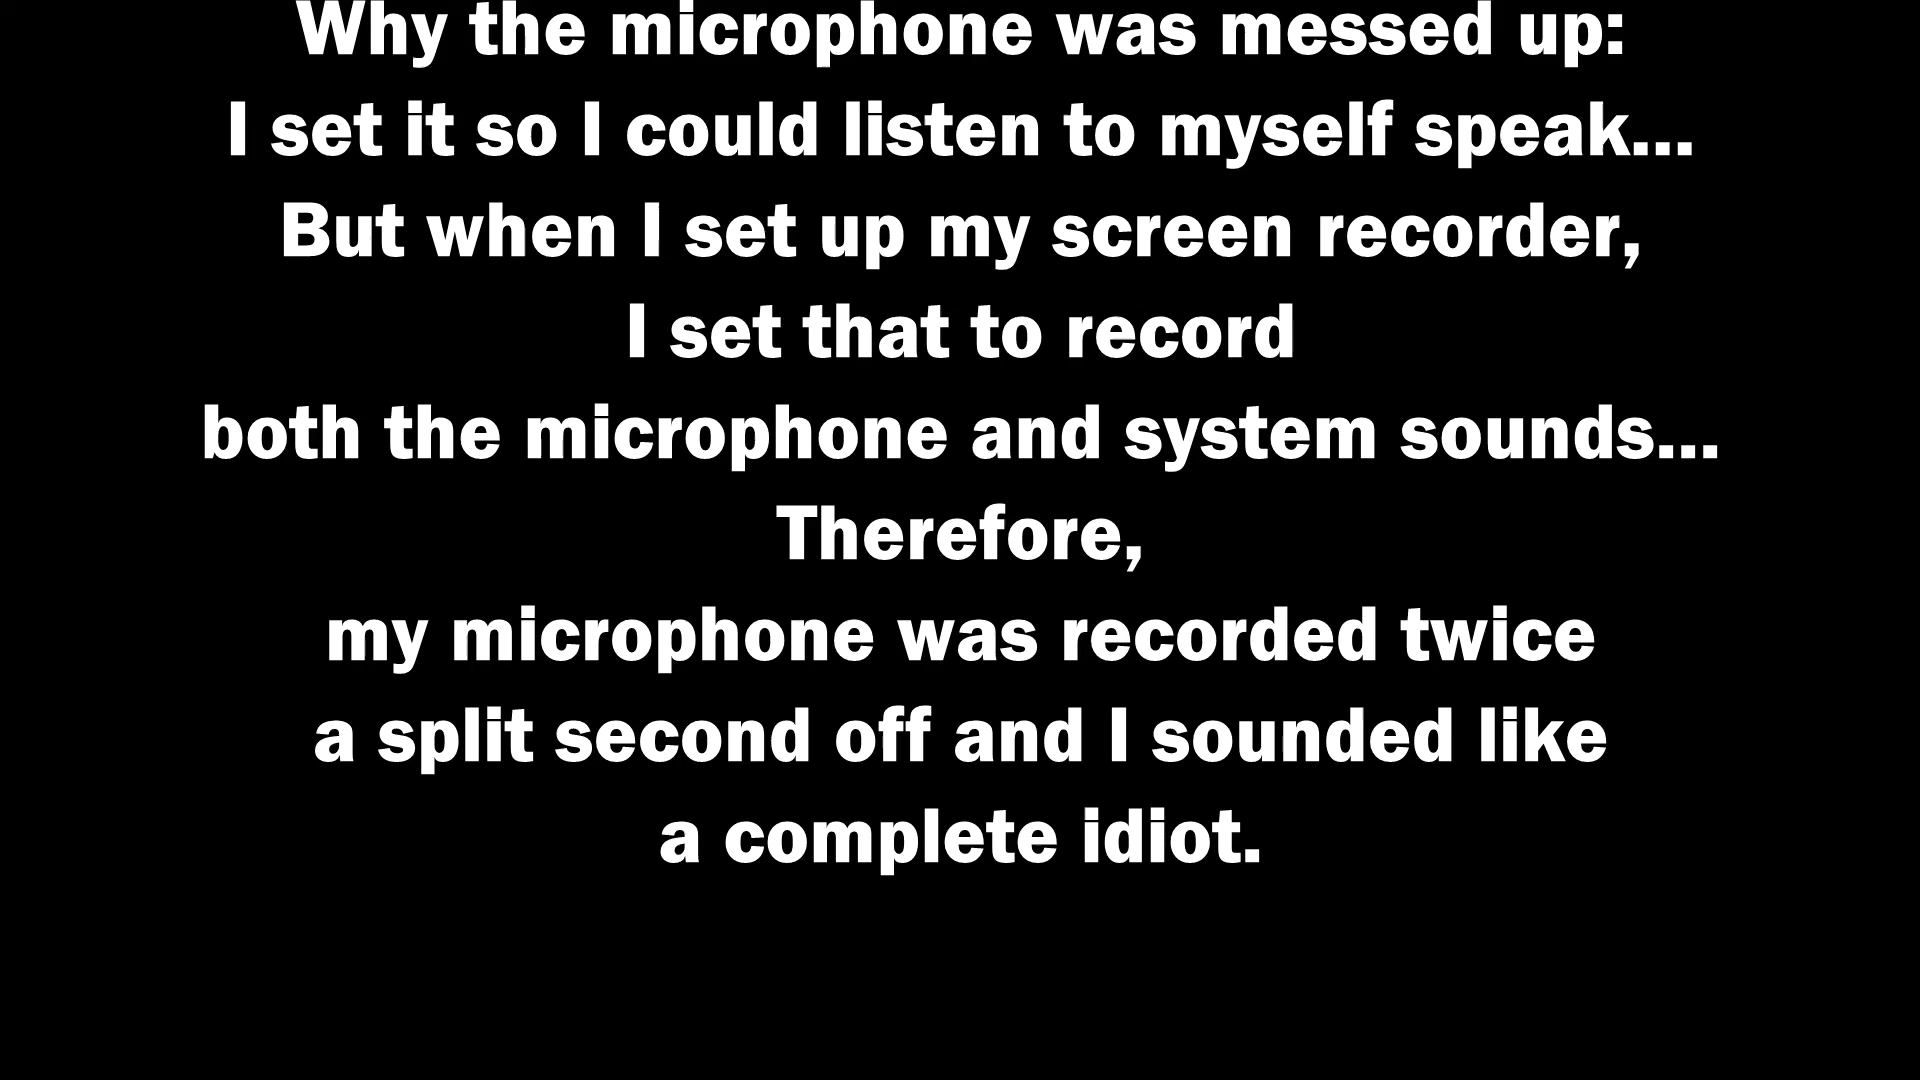 Why the microphone was messed up:
I set it so I could listen to myself speak...
But when I set up my screen recorder,
I set that to record
both the microphone and system sounds...
Therefore,
my microphone was recorded twice
a split second off and I sounded like
a complete idiot.